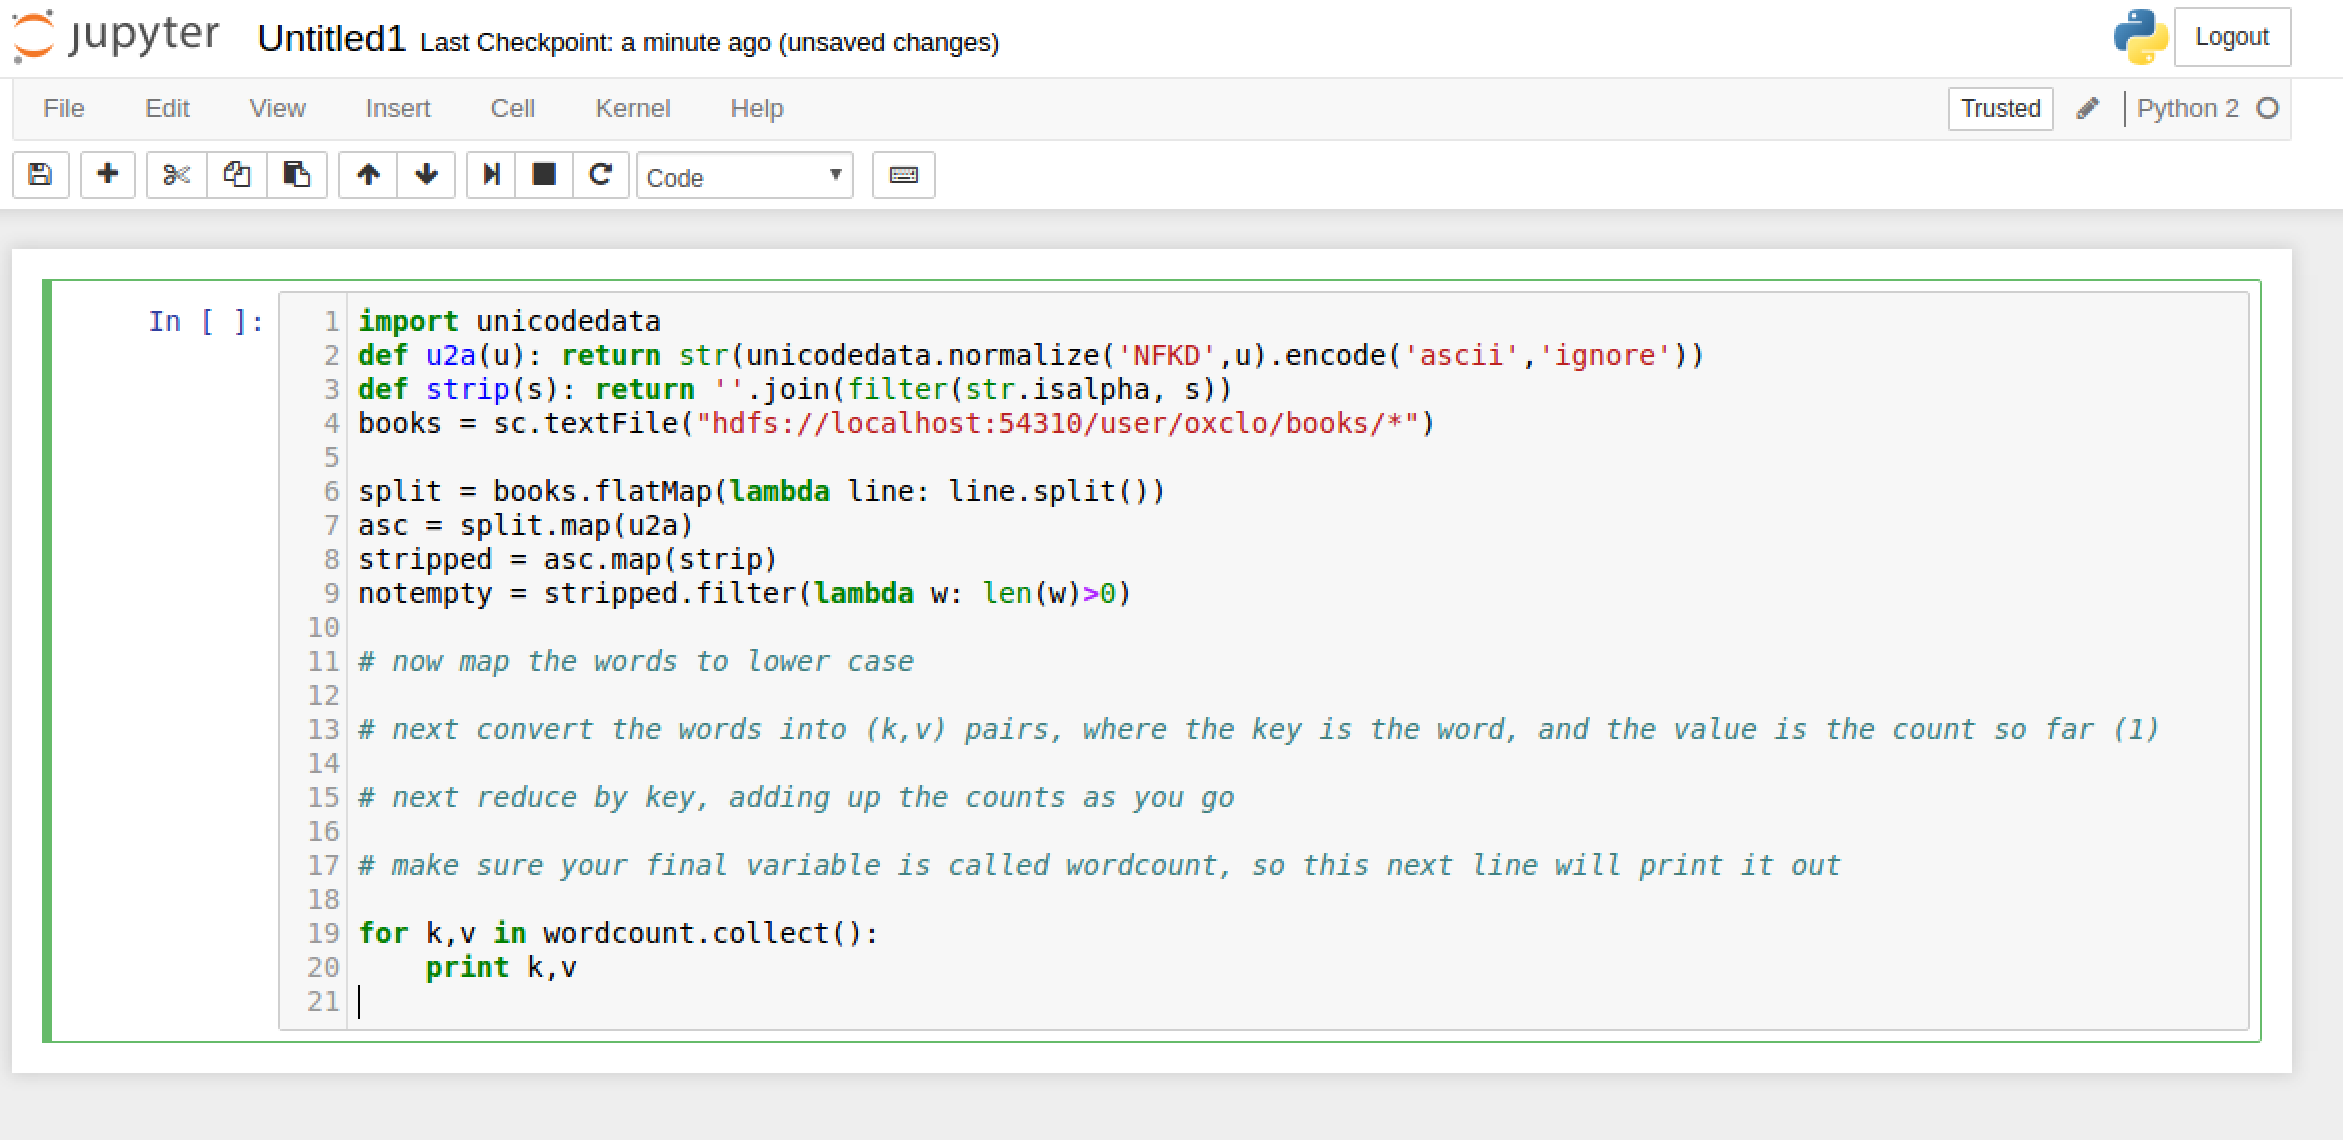 jupyter Untitled1 Last Checkpoint: a minute ago (unsaved changes) Logout
File Edit View Insert Cell Kernel Help Trusted Python 2
Code
In [ ]:
1 import unicodedata
2 def u2a(u): return str(unicodedata.normalize('NFKD',u).encode('ascii','ignore'))
3 def strip(s): return ''.join(filter(str.isalpha, s))
4 books = sc.textFile("hdfs://localhost:54310/user/oxclo/books/*")
5
6 split = books.flatMap(lambda line: line.split())
7 asc = split.map(u2a)
8 stripped = asc.map(strip)
9 notempty = stripped.filter(lambda w: len(w)>0)
10
11 # now map the words to lower case
12
13 # next convert the words into (k,v) pairs, where the key is the word, and the value is the count so far (1)
14
15 # next reduce by key, adding up the counts as you go
16
17 # make sure your final variable is called wordcount, so this next line will print it out
18
19 for k,v in wordcount.collect():
20     print k,v
21